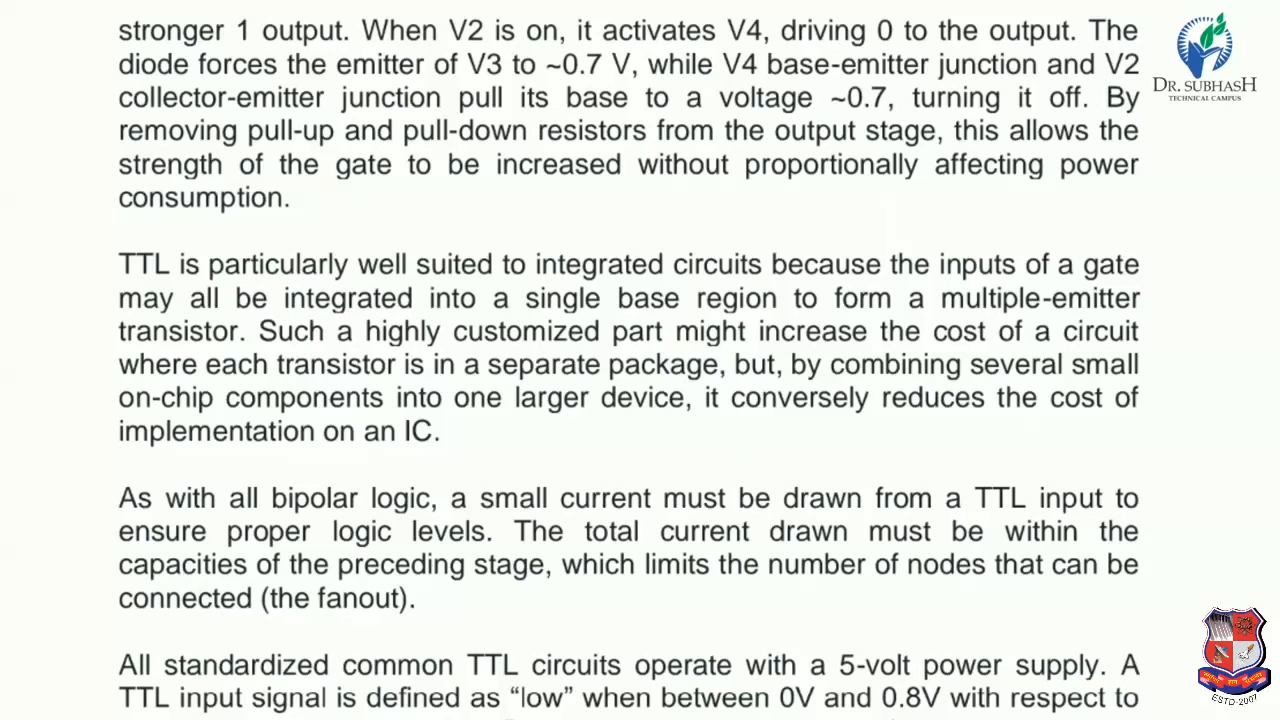 stronger 1 output. When V2 is on, it activates V4, driving 0 to the output. The
diode forces the emitter of V3 to ~0.7 V, while V4 base-emitter junction and V2
collector-emitter junction pull its base to a voltage ~0.7, turning it off. By
removing pull-up and pull-down resistors from the output stage, this allows the
strength of the gate to be increased without proportionally affecting power
consumption.
TTL is particularly well suited to integrated circuits because the inputs of a gate
may all be integrated into a single base region to form a multiple-emitter
transistor. Such a highly customized part might increase the cost of a circuit
where each transistor is in a separate package, but, by combining several small
on-chip components into one larger device, it conversely reduces the cost of
implementation on an IC.
As with all bipolar logic, a small current must be drawn from a TTL input to
ensure proper logic levels. The total current drawn must be within the
capacities of the preceding stage, which limits the number of nodes that can be
connected (the fanout).
All standardized common TTL circuits operate with a 5-volt power supply. A
TTL input signal is defined as “low” when between 0V and 0.8V with respect to
DR. SUBHASH
TECHNICAL CAMPUS
ESTD-2007